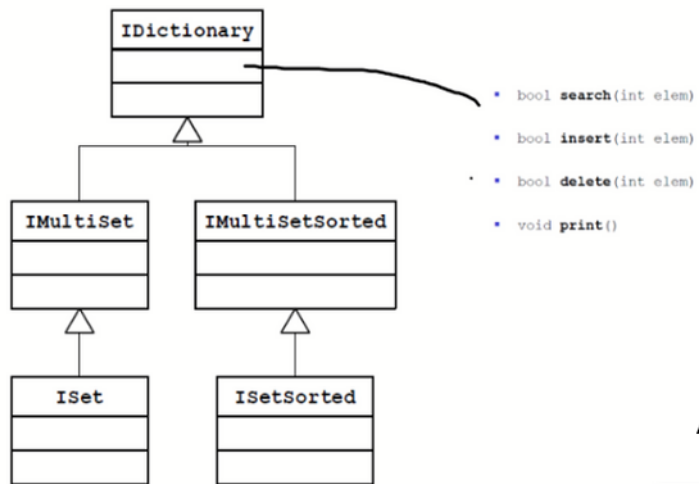 IDictionary
bool search(int elem)
bool insert(int elem)
bool delete(int elem)
void print()
IMultiSet
IMultiSetSorted
ISet
ISetSorted